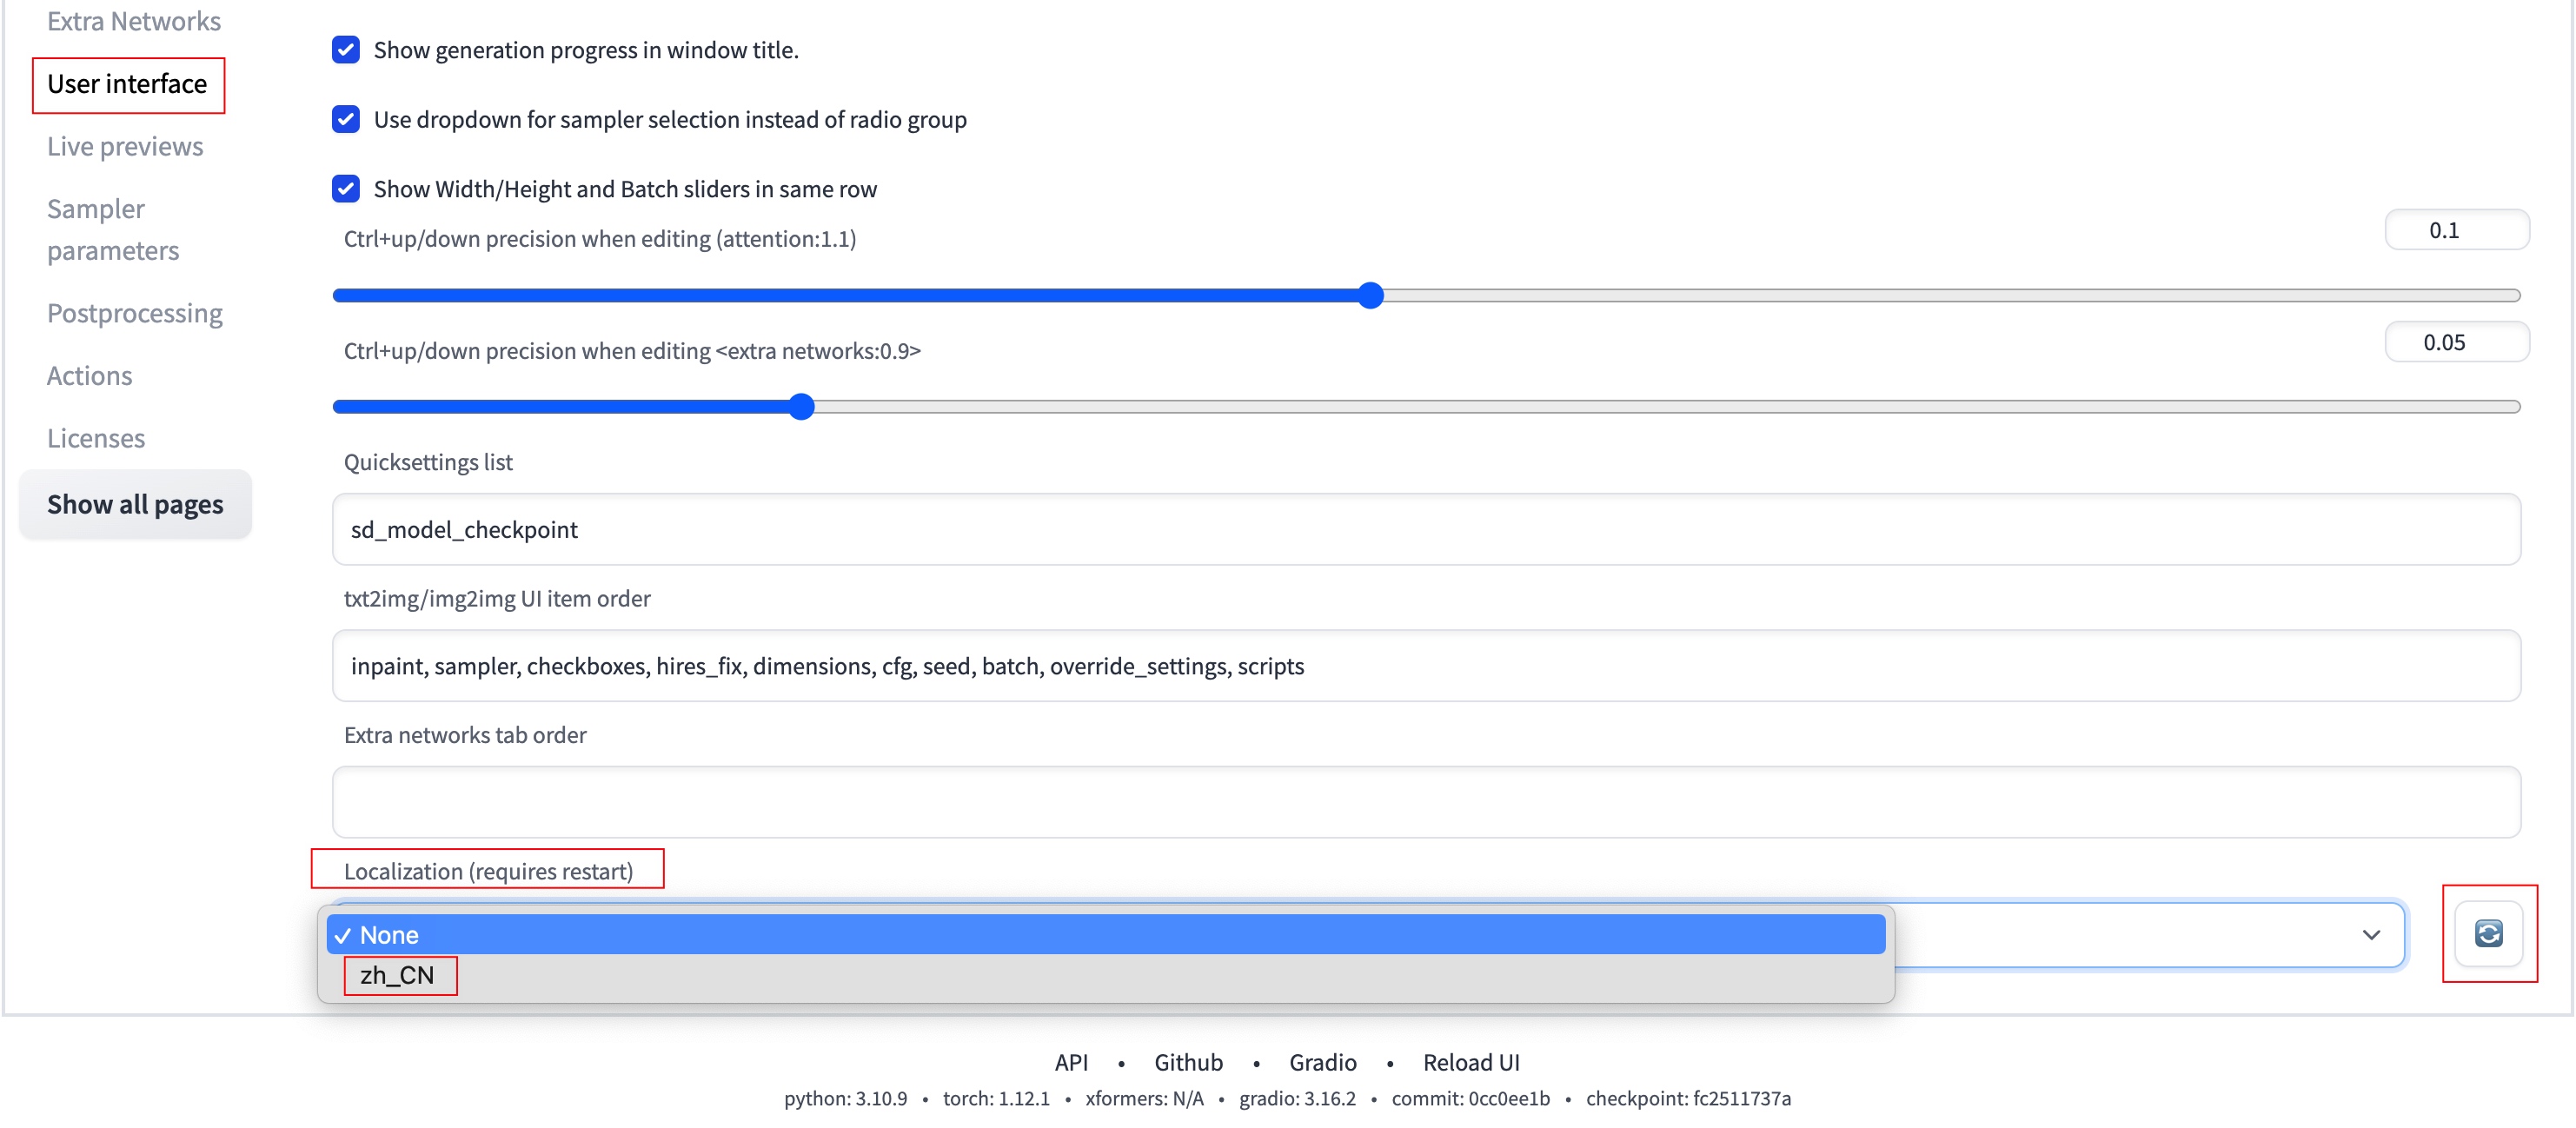 Extra Networks
User interface
Live previews
Sampler
parameters
Postprocessing
Actions
Licenses
Show all pages
Show generation progress in window title.
Use dropdown for sampler selection instead of radio group
Show Width/Height and Batch sliders in same row
Ctrl+up/down precision when editing (attention:1.1)
0.1
Ctrl+up/down precision when editing <extra networks:0.9>
0.05
Quicksettings list
sd_model_checkpoint
txt2img/img2img UI item order
inpaint, sampler, checkboxes, hires_fix, dimensions, cfg, seed, batch, override_settings, scripts
Extra networks tab order
Localization (requires restart)
✓ None
zh_CN
API • Github • Gradio • Reload UI
python: 3.10.9 • torch: 1.12.1 • xformers: N/A • gradio: 3.16.2 • commit: 0cc0ee1b • checkpoint: fc2511737a